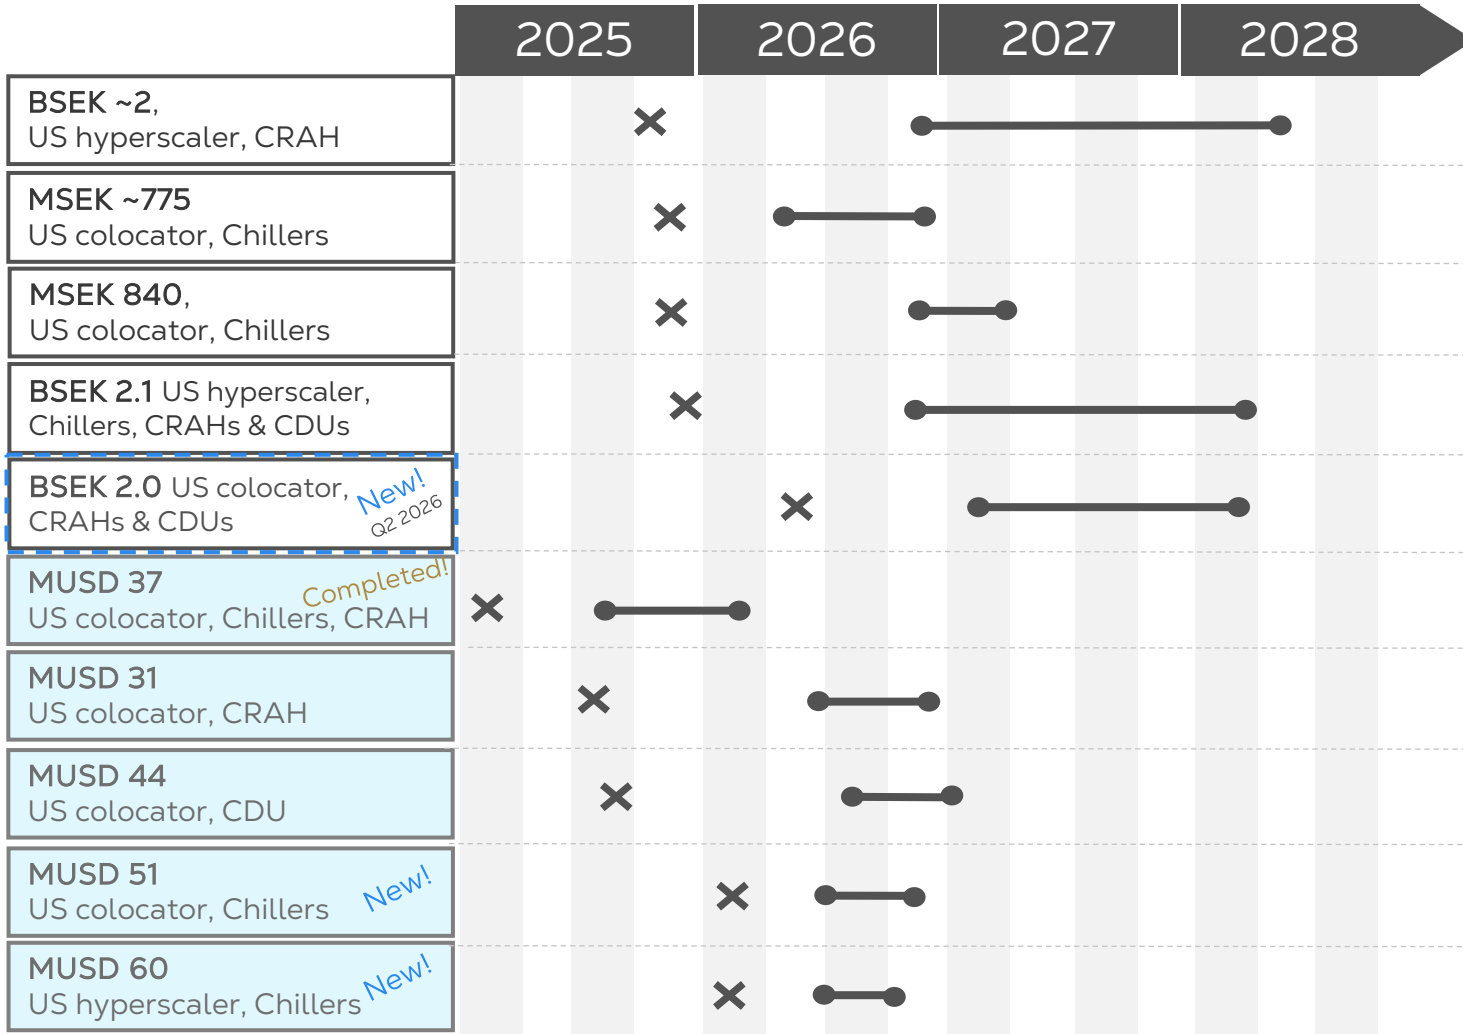 2025 2026 2027 2028
BSEK ~2,
US hyperscaler, CRAH
MSEK ~775
US colocator, Chillers
MSEK 840,
US colocator, Chillers
BSEK 2.1 US hyperscaler,
Chillers, CRAHs & CDUs
BSEK 2.0 US colocator,
CRAHs & CDUs
New!
Q2 2026
MUSD 37
Completed!
US colocator, Chillers, CRAH
MUSD 31
US colocator, CRAH
MUSD 44
US colocator, CDU
MUSD 51
US colocator, Chillers
New!
MUSD 60
US hyperscaler, Chillers
New!